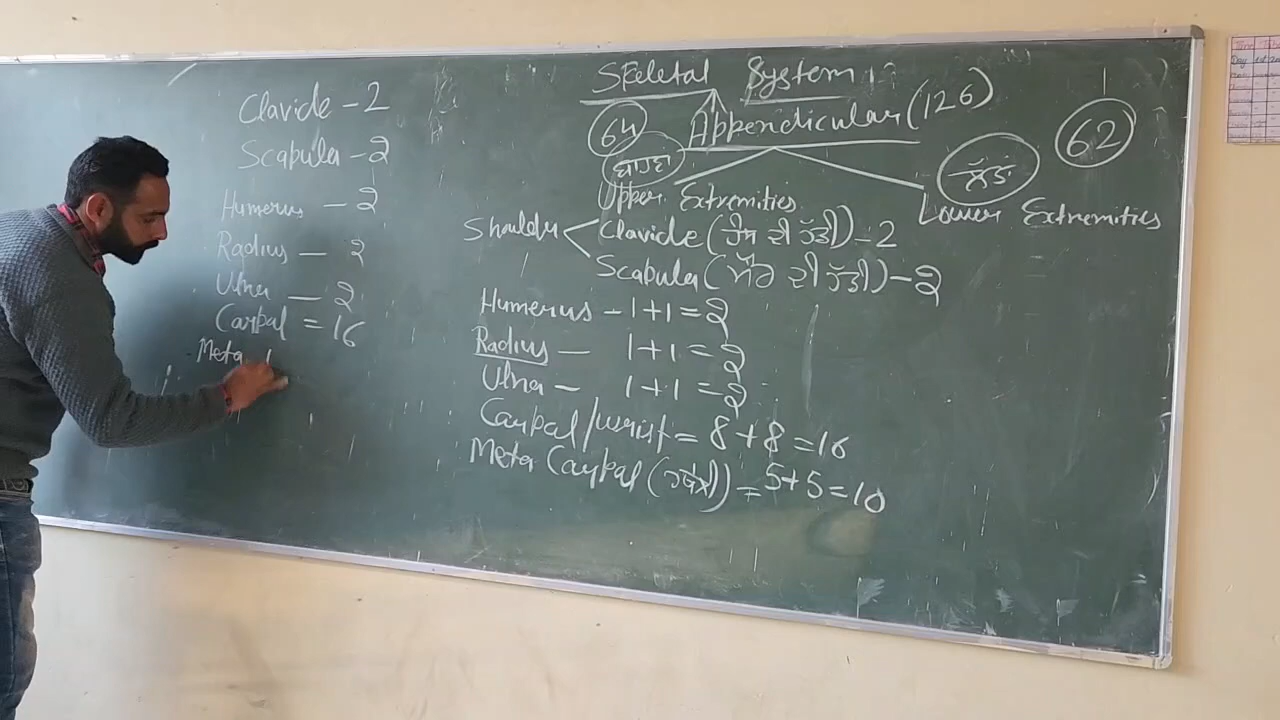 Clavicle - 2
Scapula - 2
Humerus - 2
Radius - 2
Ulna - 2
Carpal = 16
Meta
Skeletal System
64 Appendicular (126) 62
ਬਾਹਾਂ ਲੱਤਾਂ
Upper Extremities Lower Extremities
Shoulder Clavicle (ਹੰਸ ਦੀ ਹੱਡੀ) - 2
Scapula (ਮੋਢੇ ਦੀ ਹੱਡੀ) - 2
Humerus - 1+1=2
Radius - 1+1=2
Ulna - 1+1=2
Carpal/wrist = 8+8=16
Meta Carpal (ਹਥੇਲੀ) = 5+5=10